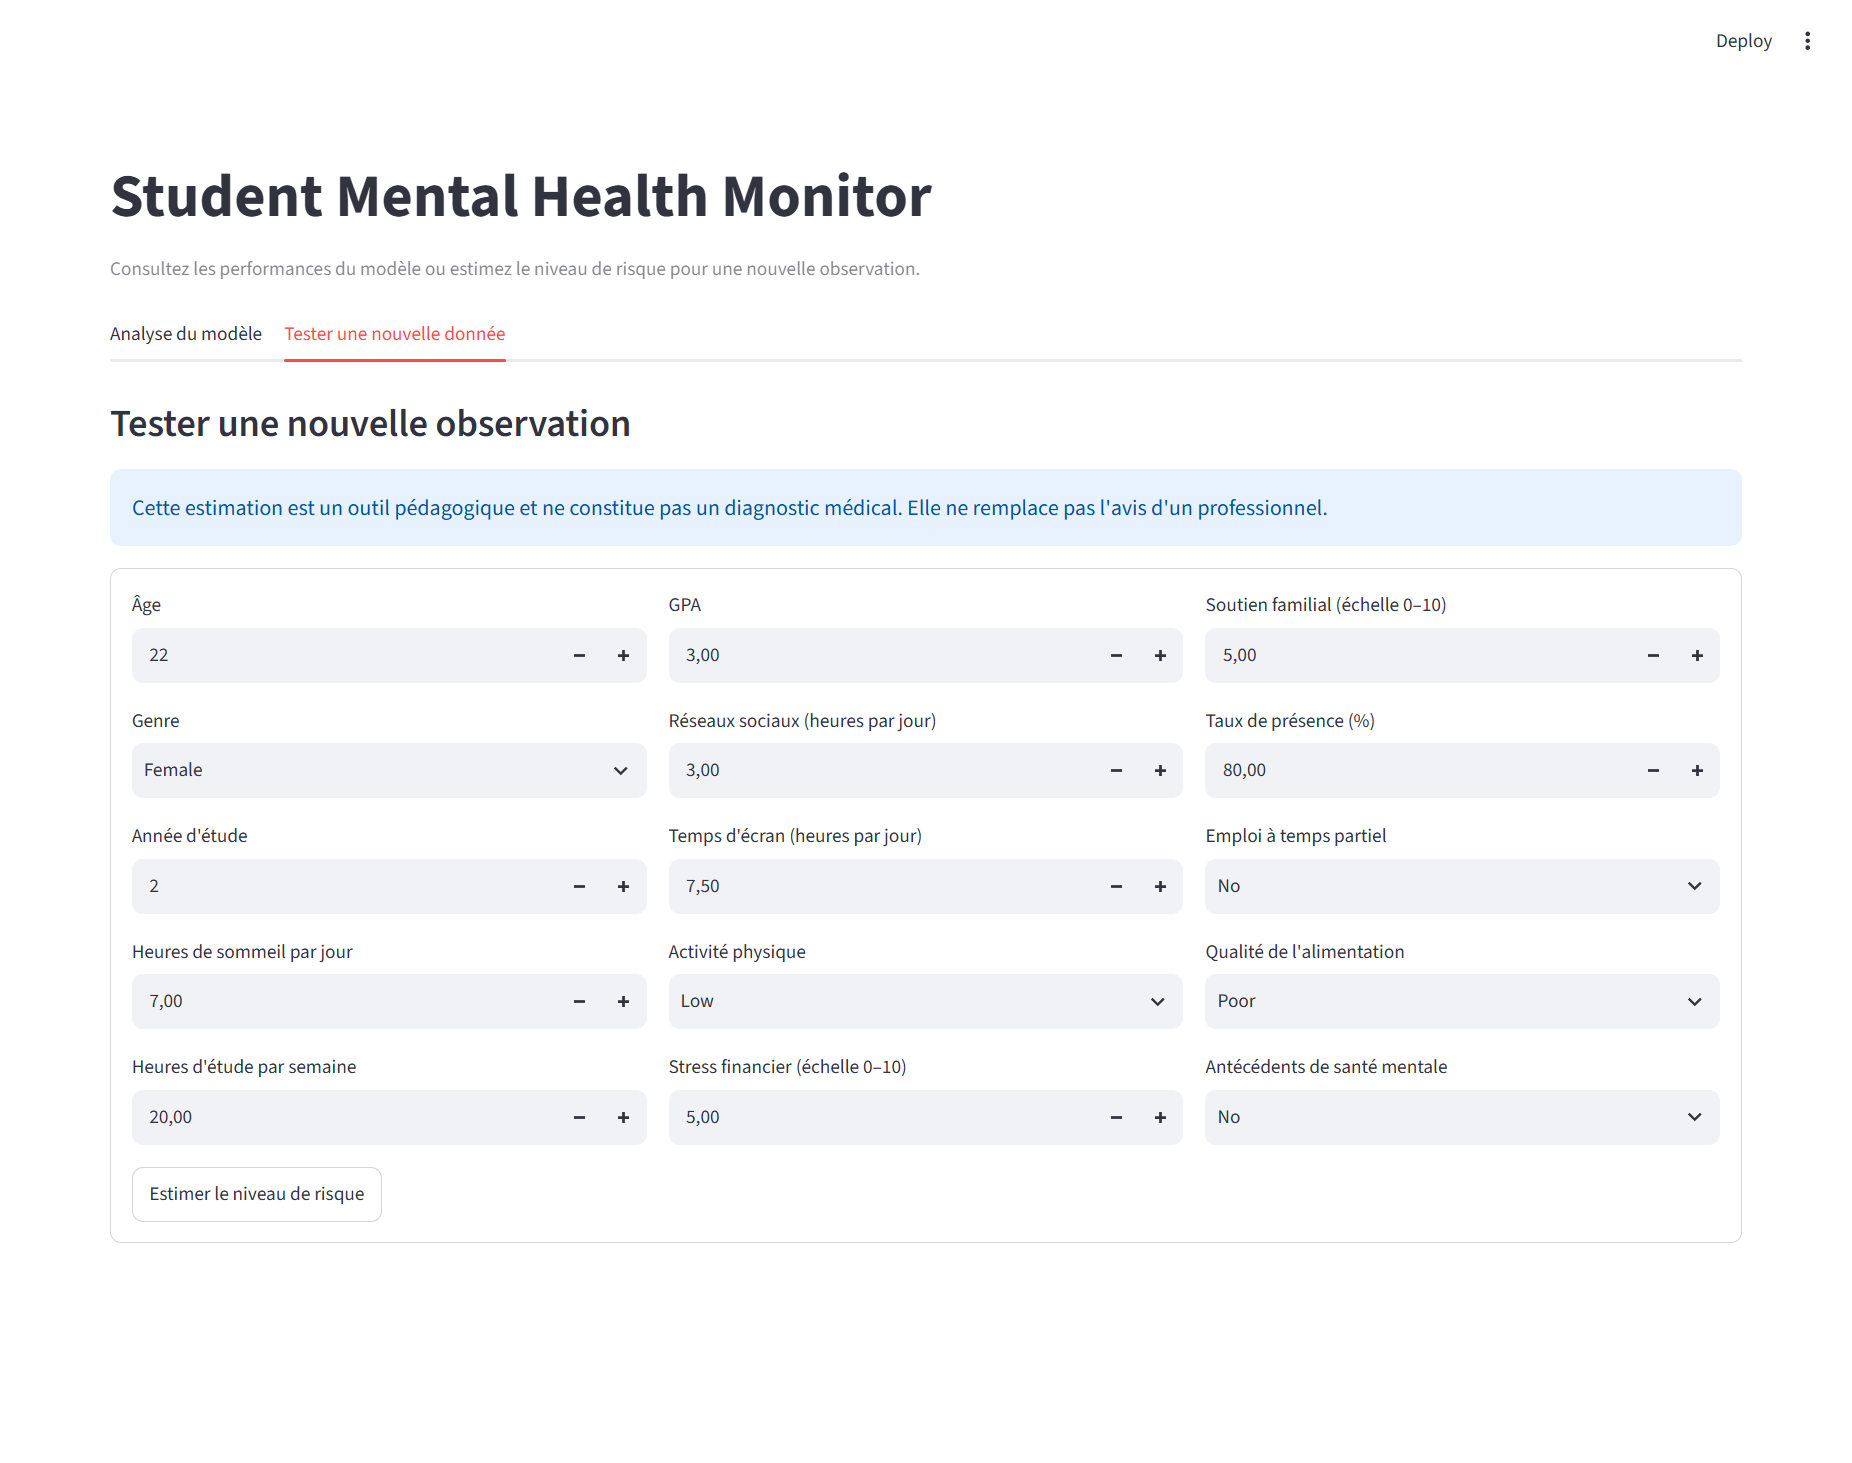 Deploy
Student Mental Health Monitor
Consultez les performances du modèle ou estimez le niveau de risque pour une nouvelle observation.
Analyse du modèle
Tester une nouvelle donnée
Tester une nouvelle observation
Cette estimation est un outil pédagogique et ne constitue pas un diagnostic médical. Elle ne remplace pas l'avis d'un professionnel.
Âge
22
Genre
Female
Année d'étude
2
Heures de sommeil par jour
7,00
Heures d'étude par semaine
20,00
GPA
3,00
Réseaux sociaux (heures par jour)
3,00
Temps d'écran (heures par jour)
7,50
Activité physique
Low
Stress financier (échelle 0–10)
5,00
Soutien familial (échelle 0–10)
5,00
Taux de présence (%)
80,00
Emploi à temps partiel
No
Qualité de l'alimentation
Poor
Antécédents de santé mentale
No
Estimer le niveau de risque